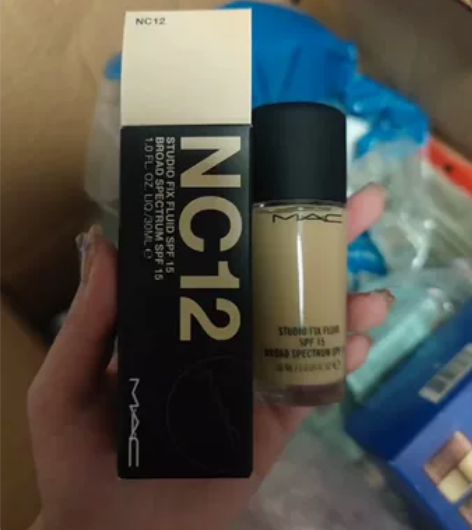 NC12
NC12
STUDIO FIX FLUID SPF 15
BROAD SPECTRUM SPF 15
1.0 FL. OZ. LIQ./30ML ℮
MAC
MAC
STUDIO FIX FLUID
SPF 15
BROAD SPECTRUM